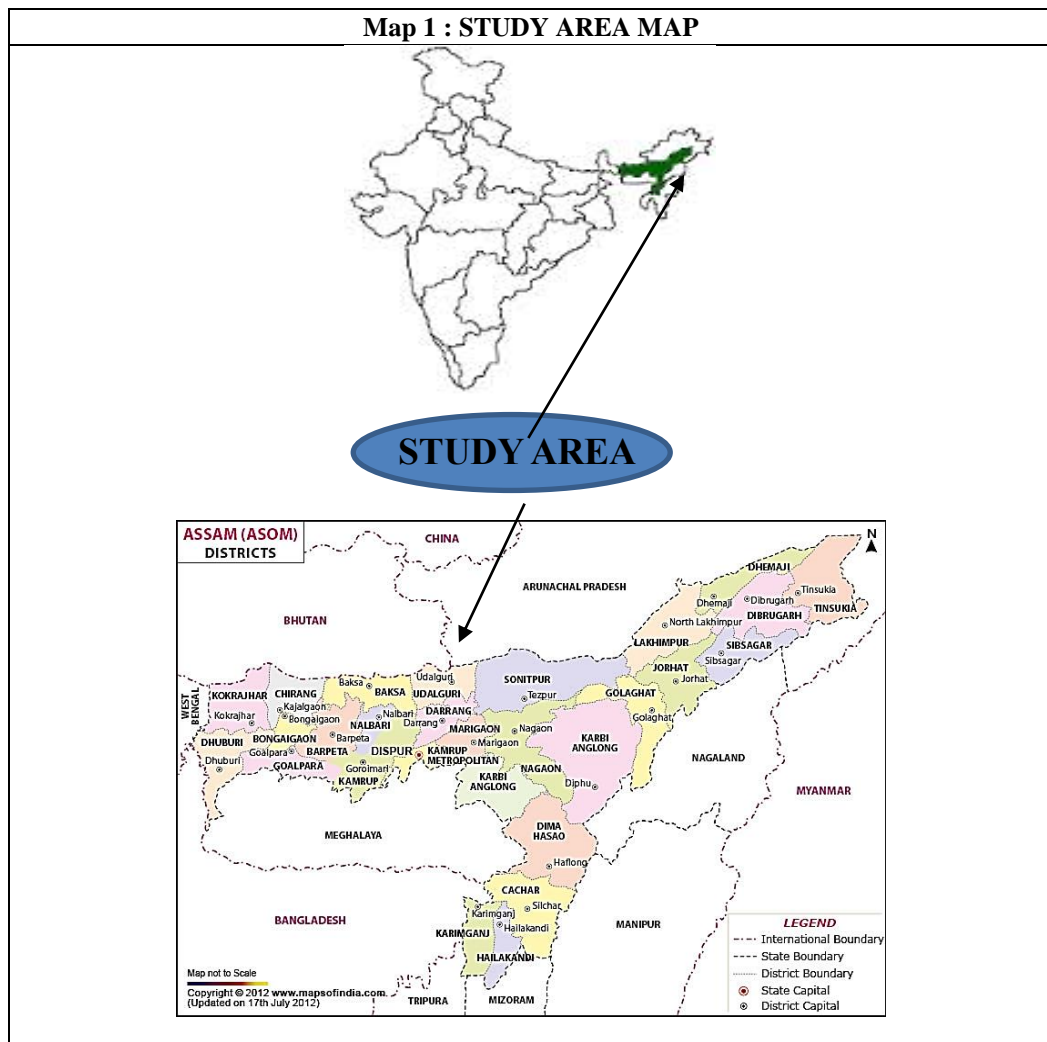 Map 1 : STUDY AREA MAP
STUDY AREA
ASSAM (ASOM)
DISTRICTS
CHINA
N
ARUNACHAL PRADESH
BHUTAN
DHEMAJI
Dhemaji
Dibrugarh
DIBRUGARH
Tinsukia
TINSUKIA
North Lakhimpur
LAKHIMPUR
SIBSAGAR
Sibsagar
JORHAT
Jorhat
WEST
BENGAL
KOKRAJHAR
Kokrajhar
CHIRANG
Kajalgaon
Bongaigaon
BONGAIGAON
Baksa
BAKSA
Udalguri
UDALGURI
SONITPUR
Tezpur
GOLAGHAT
Golaghat
NALBARI
Nalbari
DARRANG
Darrang
MARIGAON
Marigaon
Nagaon
NAGAON
KARBI
ANGLONG
Diphu
DHUBURI
Dhuburi
Goalpara
GOALPARA
Barpeta
BARPETA
DISPUR
KAMRUP
METROPOLITAN
Goroimari
KAMRUP
KARBI
ANGLONG
NAGALAND
MYANMAR
MEGHALAYA
DIMA
HASAO
Haflong
CACHAR
Silchar
Karimganj
KARIMGANJ
Hailakandi
HAILAKANDI
BANGLADESH
MANIPUR
TRIPURA
MIZORAM
Map not to Scale
Copyright © 2012 www.mapsofindia.com
(Updated on 17th July 2012)
LEGEND
International Boundary
State Boundary
District Boundary
State Capital
District Capital